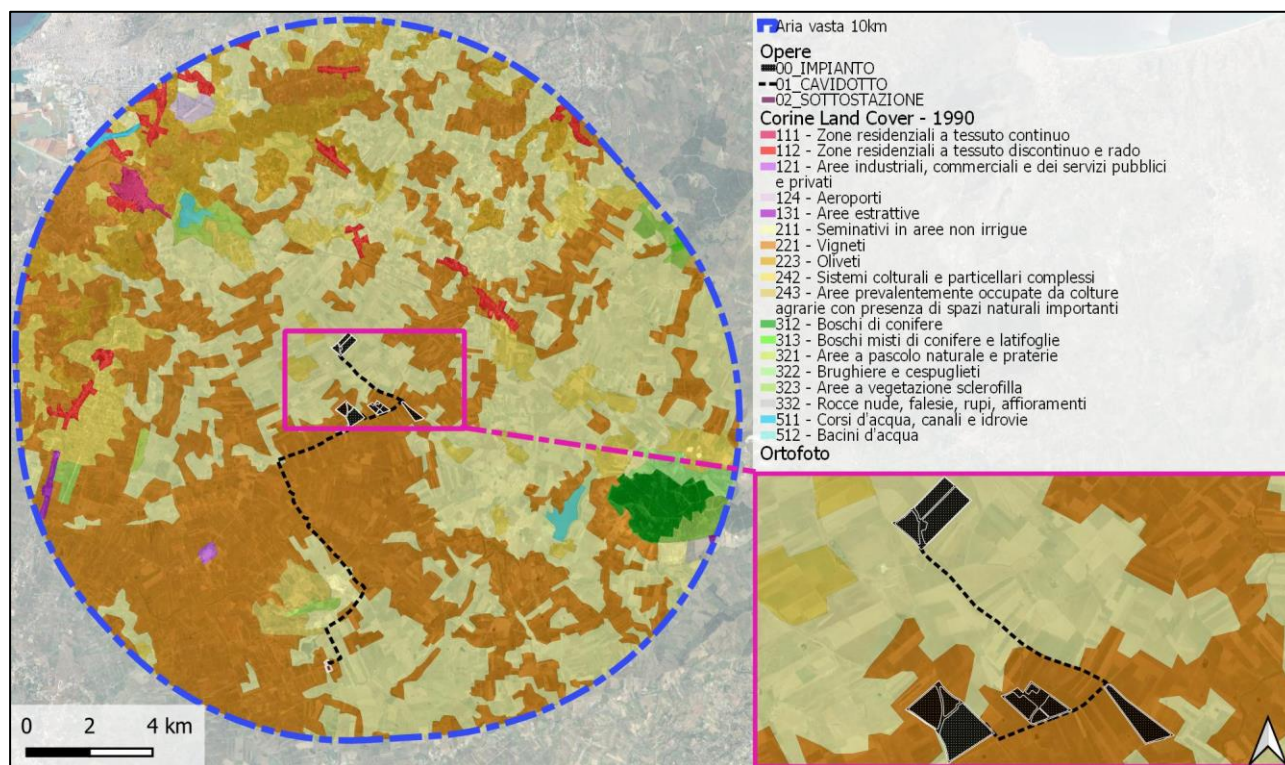 Aria vasta 10km
Opere
00_IMPIANTO
01_CAVIDOTTO
02_SOTTOSTAZIONE
Corine Land Cover - 1990
111 - Zone residenziali a tessuto continuo
112 - Zone residenziali a tessuto discontinuo e rado
121 - Aree industriali, commerciali e dei servizi pubblici
e privati
124 - Aeroporti
131 - Aree estrattive
211 - Seminativi in aree non irrigue
221 - Vigneti
223 - Oliveti
242 - Sistemi colturali e particellari complessi
243 - Aree prevalentemente occupate da colture
agrarie con presenza di spazi naturali importanti
312 - Boschi di conifere
313 - Boschi misti di conifere e latifoglie
321 - Aree a pascolo naturale e praterie
322 - Brughiere e cespuglieti
323 - Aree a vegetazione sclerofilla
332 - Rocce nude, falesie, rupi, affioramenti
511 - Corsi d'acqua, canali e idrovie
512 - Bacini d'acqua
Ortofoto
0 2 4 km